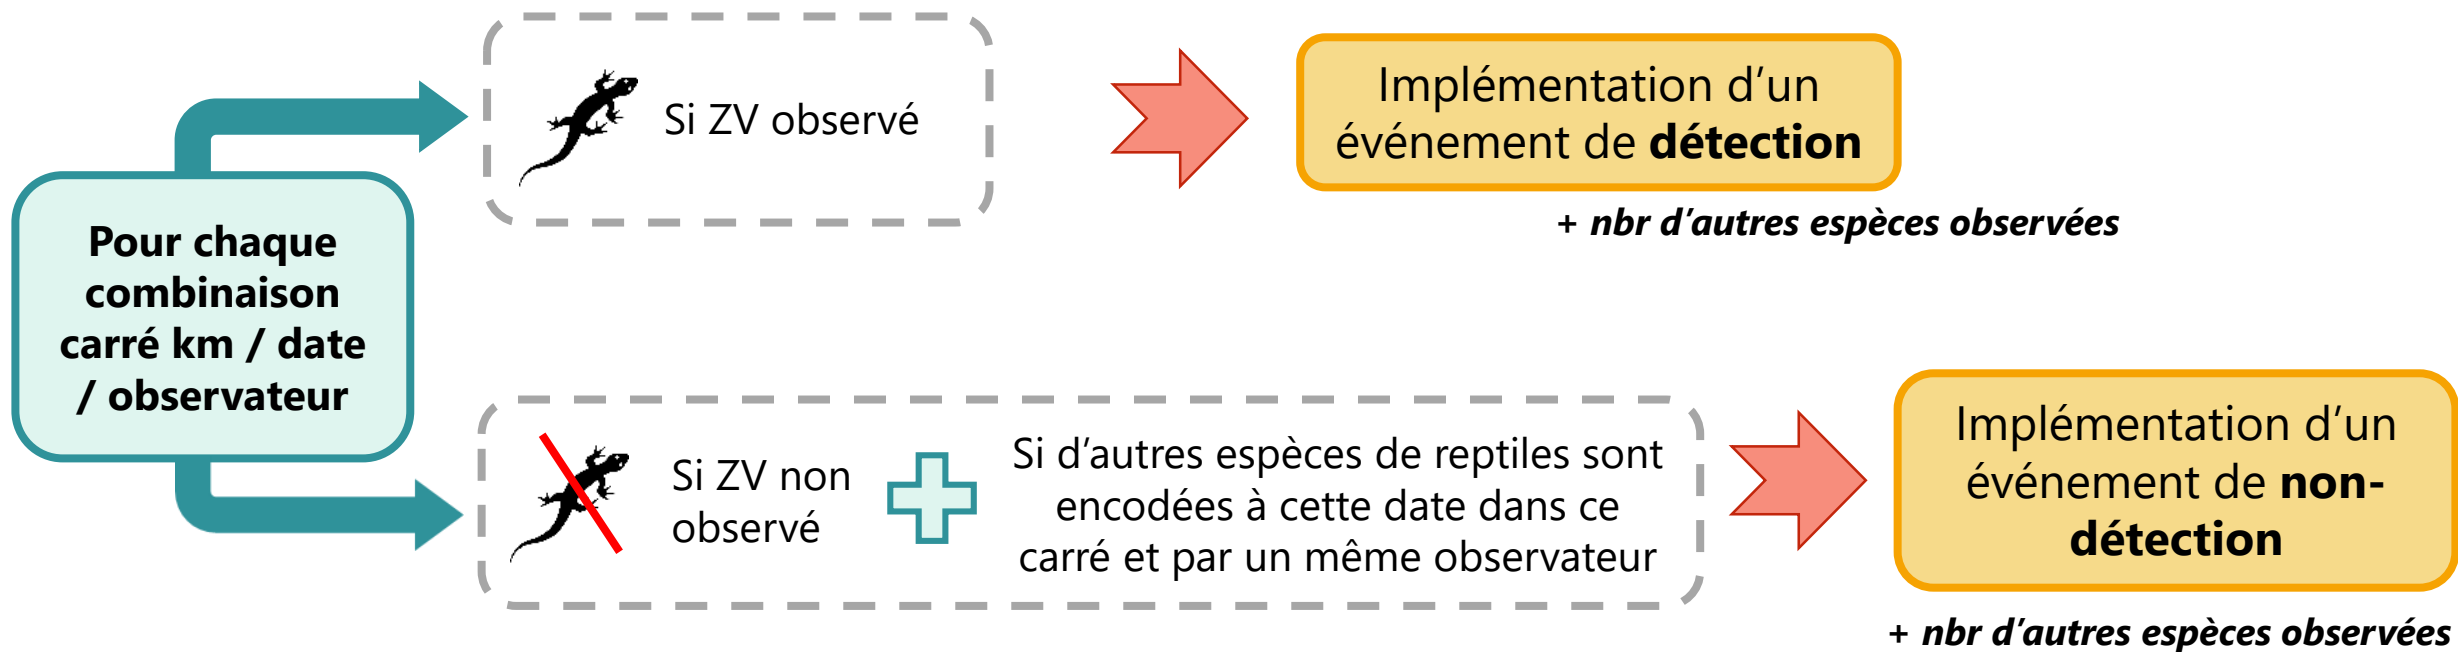 Pour chaque
combinaison
carré km / date
/ observateur
Si ZV observé
Implémentation d’un
événement de détection
+ nbr d’autres espèces observées
Si ZV non
observé
Si d’autres espèces de reptiles sont
encodées à cette date dans ce
carré et par un même observateur
Implémentation d’un
événement de non-
détection
+ nbr d’autres espèces observées